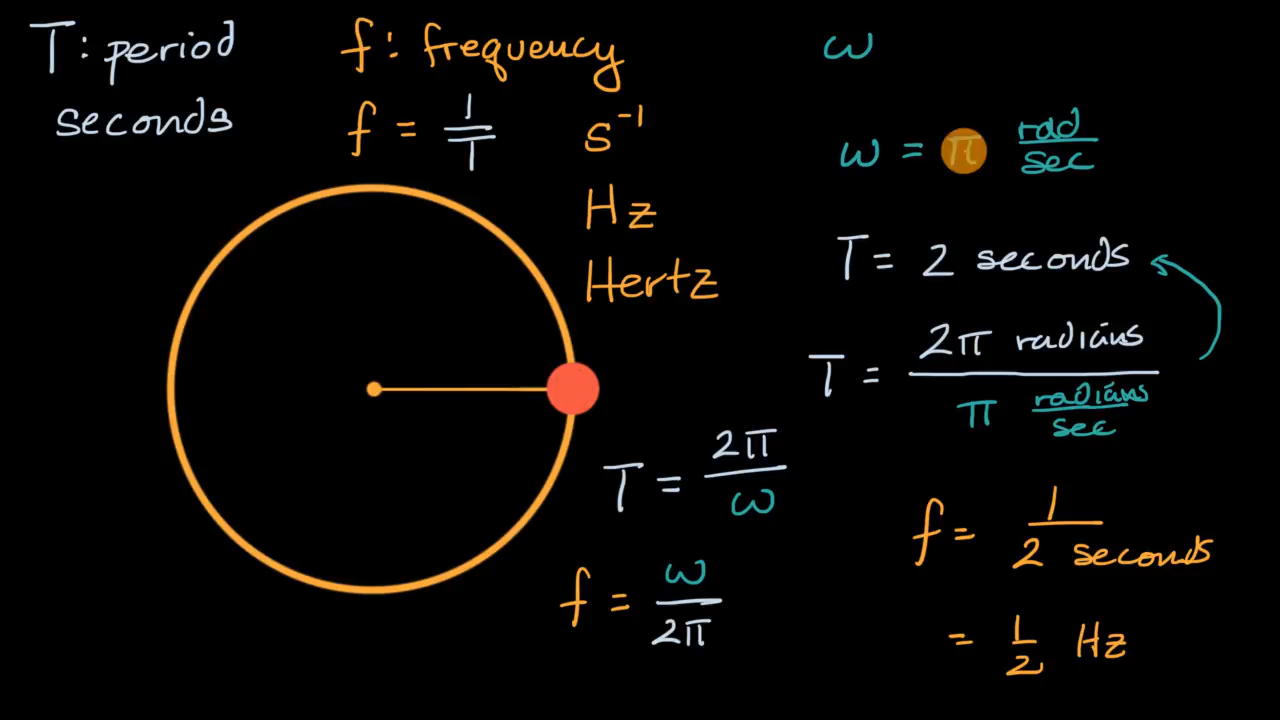 T: period
seconds
f: frequency
f = 1/T
s⁻¹
Hz
Hertz
ω
ω = π rad/sec
T = 2 seconds
T = 2π radians / π radians/sec
T = 2π/ω
f = ω/2π
f = 1/2 seconds
= 1/2 Hz